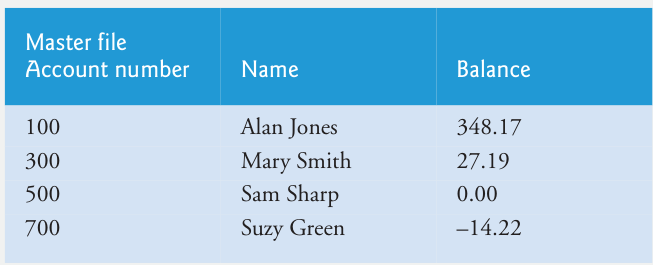 Master file
Account number Name Balance
100 Alan Jones 348.17
300 Mary Smith 27.19
500 Sam Sharp 0.00
700 Suzy Green –14.22